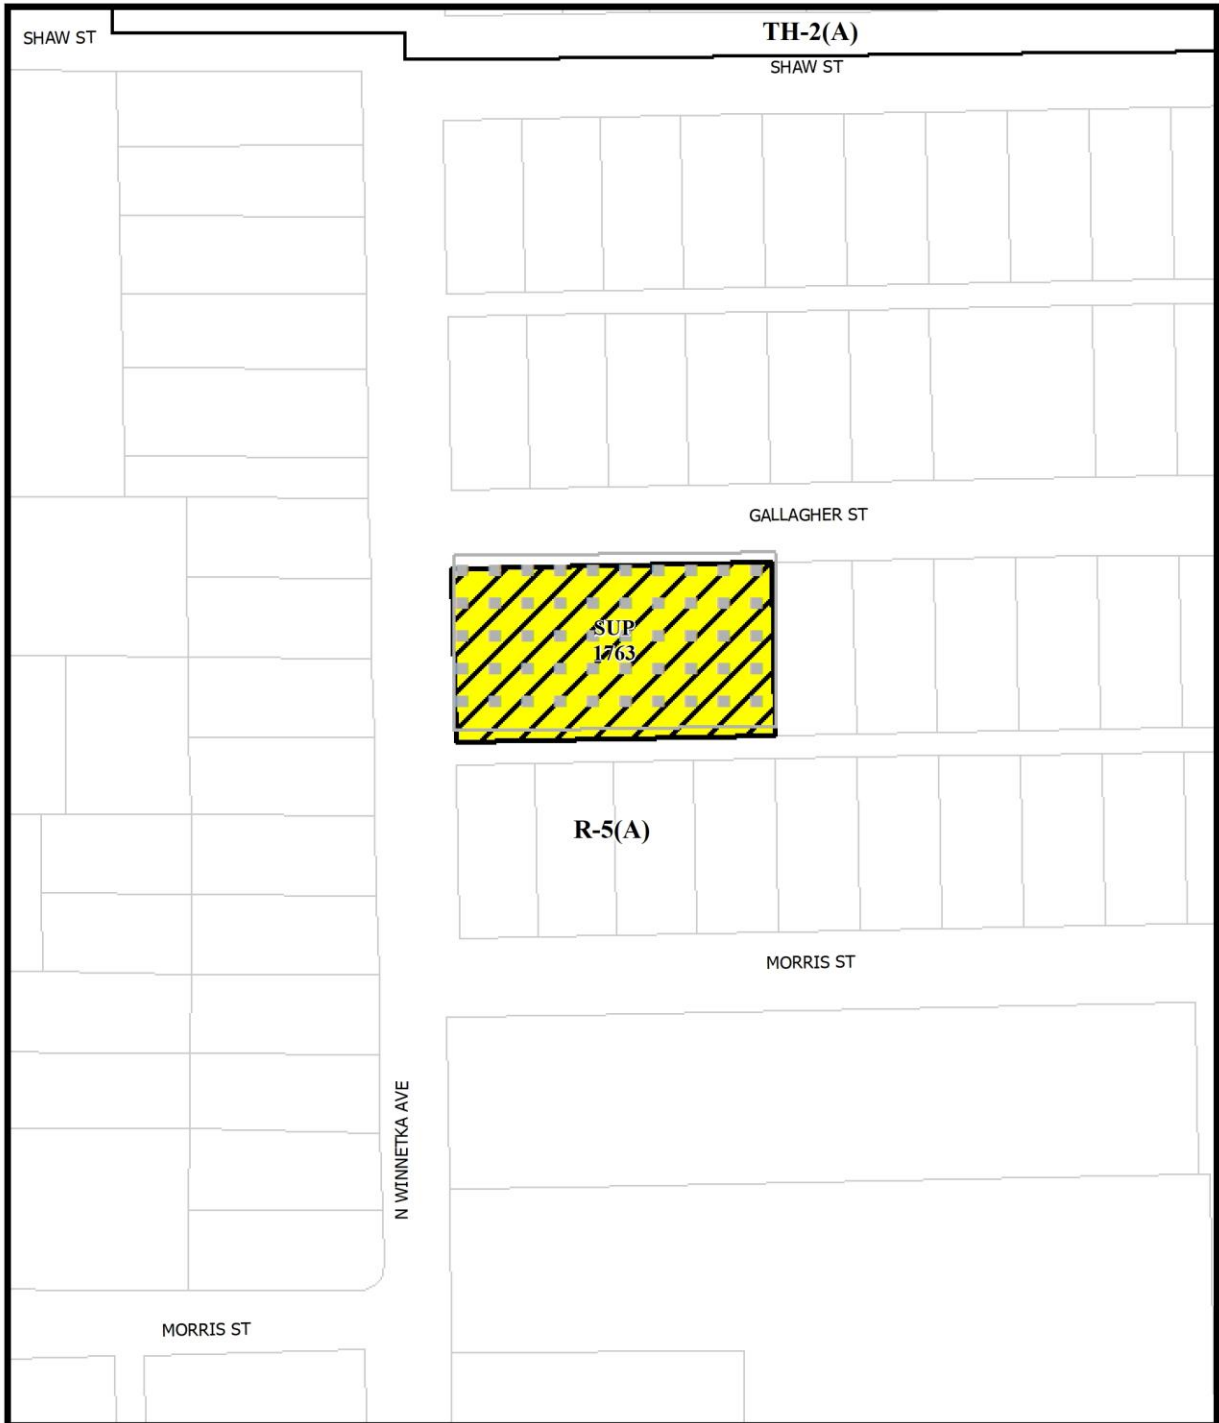 TH-2(A)
SHAW ST
SHAW ST
GALLAGHER ST
SUP
1763
R-5(A)
MORRIS ST
N WINNETKA AVE
MORRIS ST